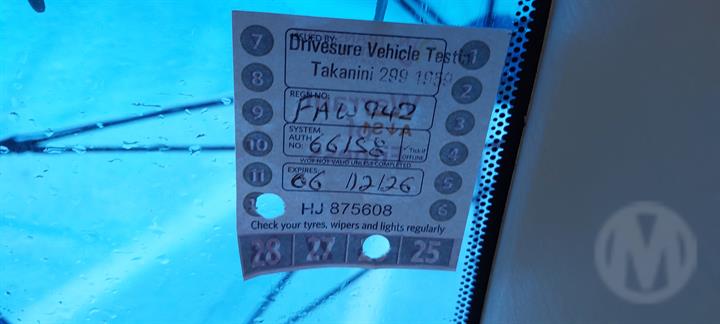 ISSUED BY:
Drivesure Vehicle Testin
Takanini 299 1959
REGN NO:
FAW942
SYSTEM
AUTH
NO: 66158 ✓ Tick if
OFFLINE
WOF NOT VALID UNLESS COMPLETED
EXPIRES:
06 12/26
HJ 875608
Check your tyres, wipers and lights regularly
7
8
9
10
11
1
2
3
4
5
6
28 27 25
M